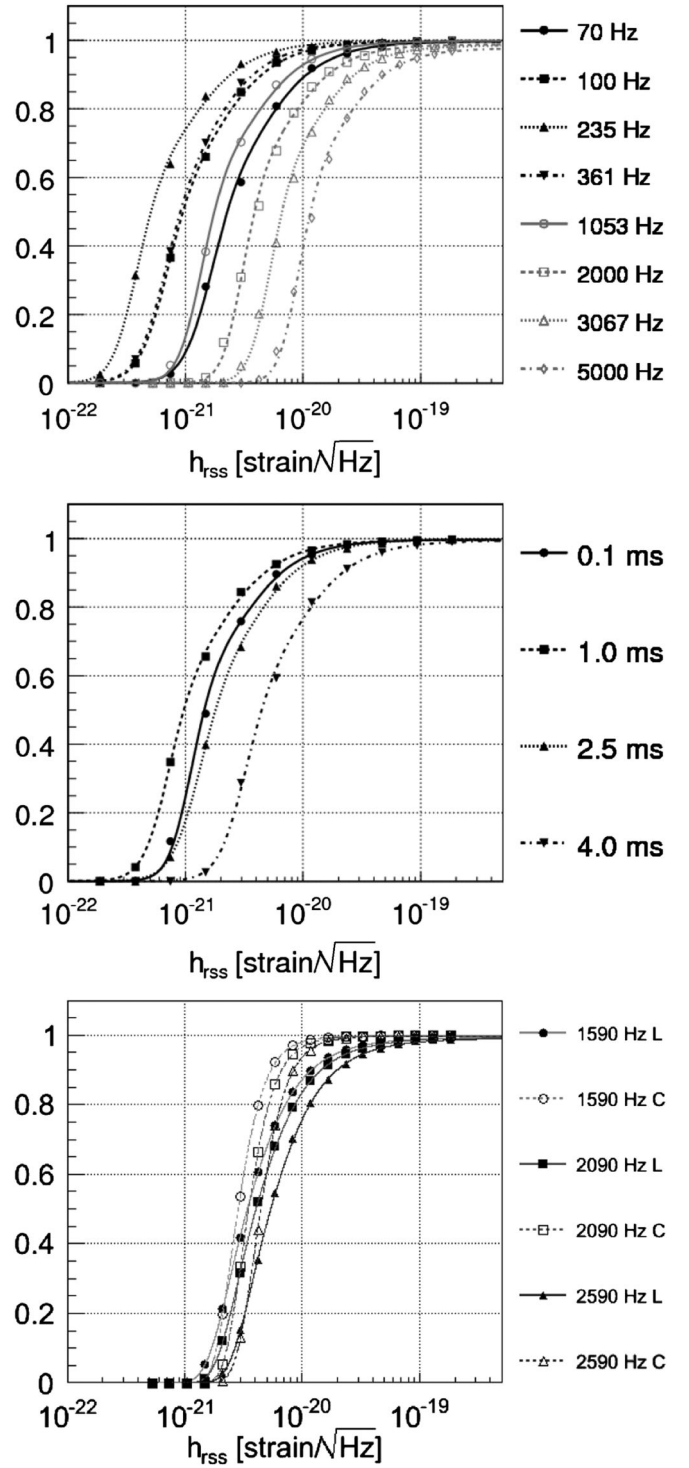 1
0.8
0.6
0.4
0.2
0
10-22 10-21 10-20 10-19
hrss [strain/√Hz]
70 Hz
100 Hz
235 Hz
361 Hz
1053 Hz
2000 Hz
3067 Hz
5000 Hz
1
0.8
0.6
0.4
0.2
0
10-22 10-21 10-20 10-19
hrss [strain/√Hz]
0.1 ms
1.0 ms
2.5 ms
4.0 ms
1
0.8
0.6
0.4
0.2
0
10-22 10-21 10-20 10-19
hrss [strain/√Hz]
1590 Hz L
1590 Hz C
2090 Hz L
2090 Hz C
2590 Hz L
2590 Hz C